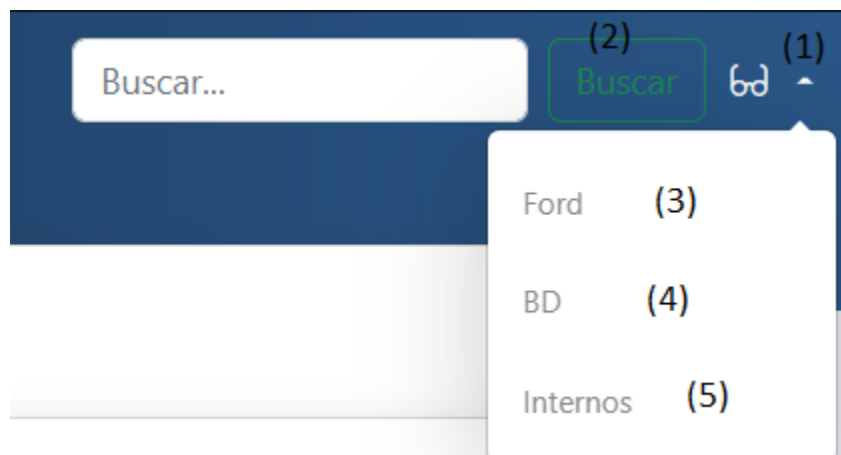 (2) (1)
Buscar... Buscar
Ford (3)
BD (4)
Internos (5)